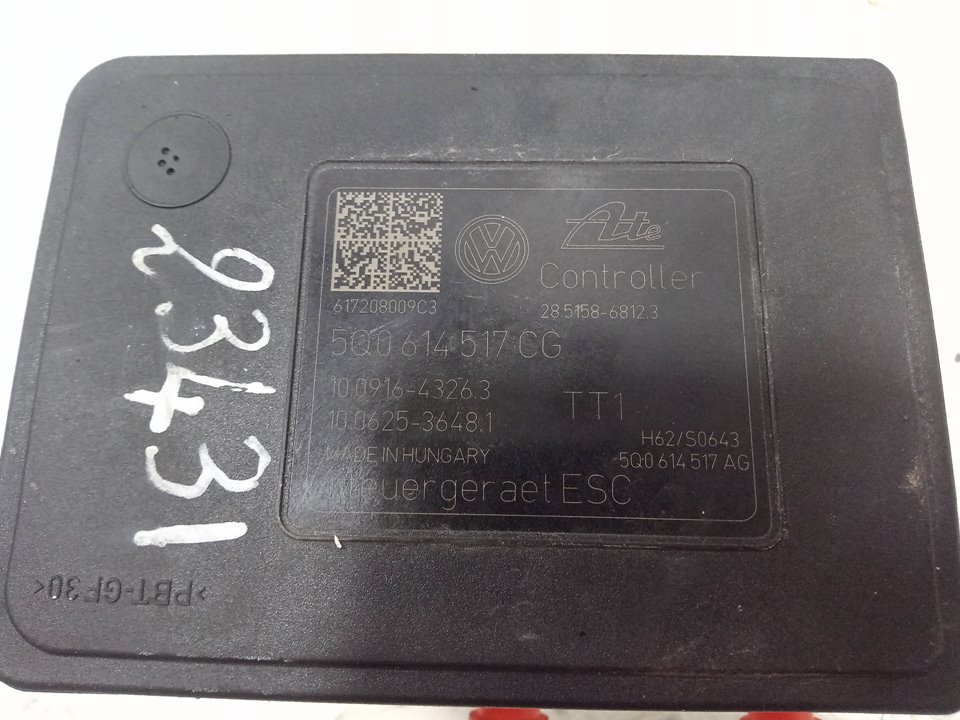 Ate
Controller
617208009C3
28.5158-6812.3
5Q0 614 517 CG
10.0916-4326.3
10.0625-3648.1
TT1
H62/S0643
MADE IN HUNGARY
5Q0 614 517 AG
Steuergeraet ESC
23431
>PBT-GF30<